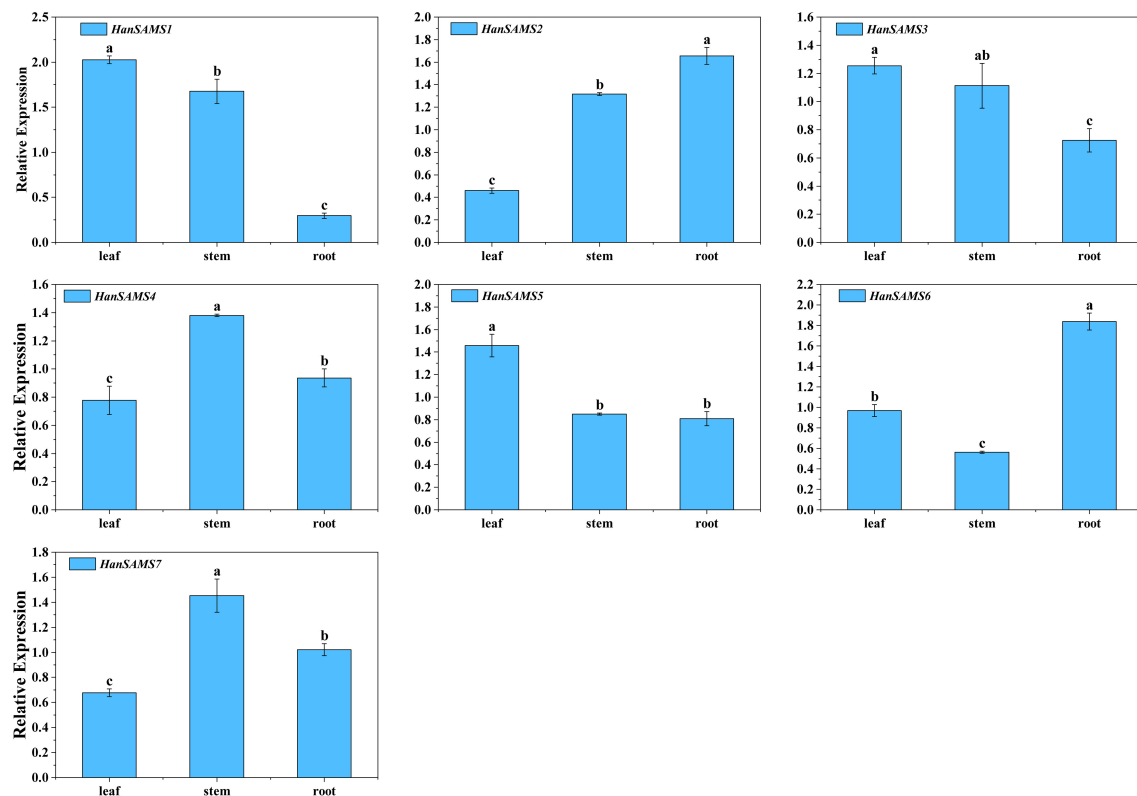 HanSAMS1
Relative Expression
2.5
2.0
1.5
1.0
0.5
0.0
a
b
c
leaf stem root
HanSAMS2
2.0
1.8
1.6
1.4
1.2
1.0
0.8
0.6
0.4
0.2
0.0
c
b
a
leaf stem root
HanSAMS3
1.6
1.4
1.2
1.0
0.8
0.6
0.4
0.2
0.0
a
ab
c
leaf stem root
HanSAMS4
Relative Expression
1.6
1.4
1.2
1.0
0.8
0.6
0.4
0.2
0.0
c
a
b
leaf stem root
HanSAMS5
2.0
1.8
1.6
1.4
1.2
1.0
0.8
0.6
0.4
0.2
0.0
a
b
b
leaf stem root
HanSAMS6
2.2
2.0
1.8
1.6
1.4
1.2
1.0
0.8
0.6
0.4
0.2
0.0
b
c
a
leaf stem root
HanSAMS7
Relative Expression
1.8
1.6
1.4
1.2
1.0
0.8
0.6
0.4
0.2
0.0
c
a
b
leaf stem root